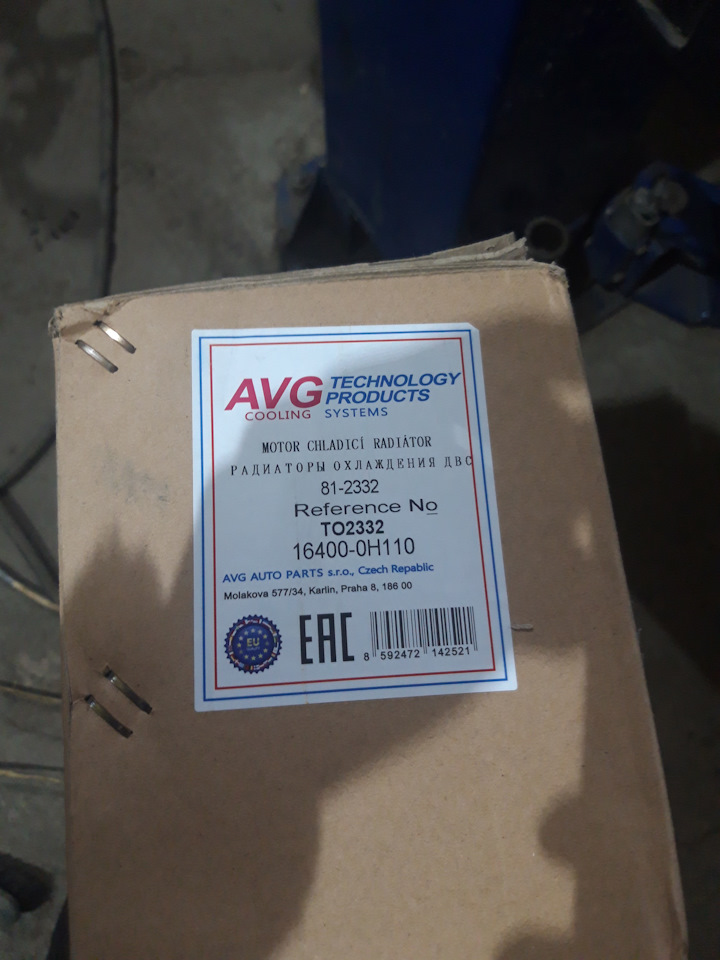 AVG TECHNOLOGY PRODUCTS
COOLING SYSTEMS
MOTOR CHLADICÍ RADIÁTOR
РАДИАТОРЫ ОХЛАЖДЕНИЯ ДВС
81-2332
Reference No
TO2332
16400-0H110
AVG AUTO PARTS s.r.o., Czech Repablic
Molakova 577/34, Karlin, Praha 8, 186 00
EU
EAC
8 592472 142521